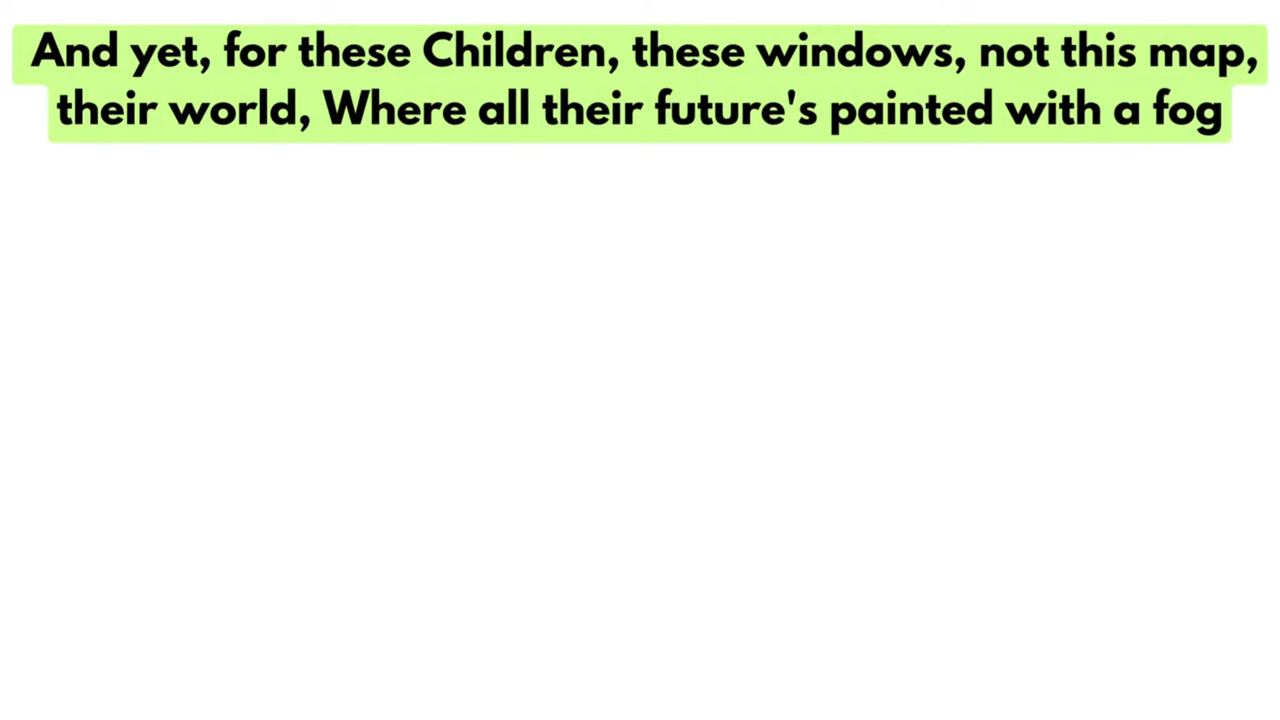 And yet, for these Children, these windows, not this map,
their world, Where all their future's painted with a fog